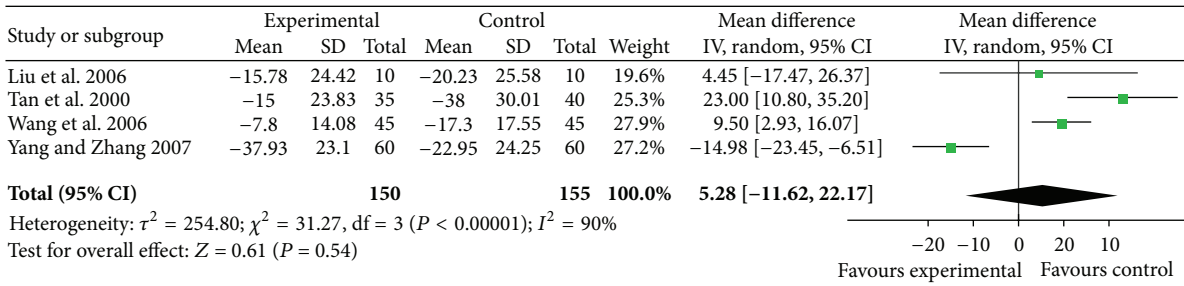 Study or subgroup Experimental Control Mean difference Mean difference
Mean SD Total Mean SD Total Weight IV, random, 95% CI IV, random, 95% CI
Liu et al. 2006 −15.78 24.42 10 −20.23 25.58 10 19.6% 4.45 [−17.47, 26.37]
Tan et al. 2000 −15 23.83 35 −38 30.01 40 25.3% 23.00 [10.80, 35.20]
Wang et al. 2006 −7.8 14.08 45 −17.3 17.55 45 27.9% 9.50 [2.93, 16.07]
Yang and Zhang 2007 −37.93 23.1 60 −22.95 24.25 60 27.2% −14.98 [−23.45, −6.51]
Total (95% CI) 150 155 100.0% 5.28 [−11.62, 22.17]
Heterogeneity: τ² = 254.80; χ² = 31.27, df = 3 (P < 0.00001); I² = 90%
Test for overall effect: Z = 0.61 (P = 0.54)
−20 −10 0 20 10
Favours experimental Favours control